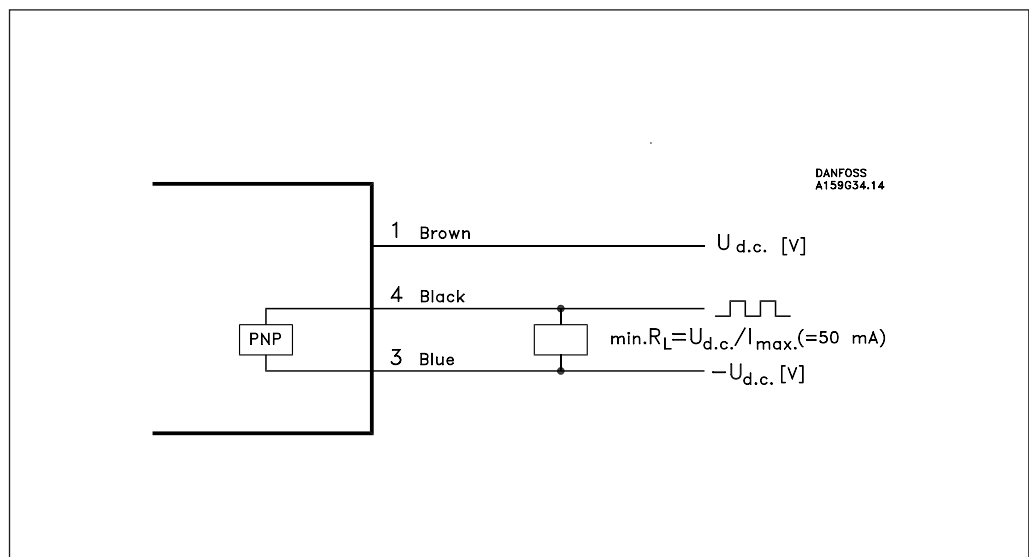 DANFOSS
A159G34.14
1 Brown
U d.c. [V]
4 Black
PNP
min.RL=Ud.c./Imax.(=50 mA)
3 Blue
-Ud.c. [V]